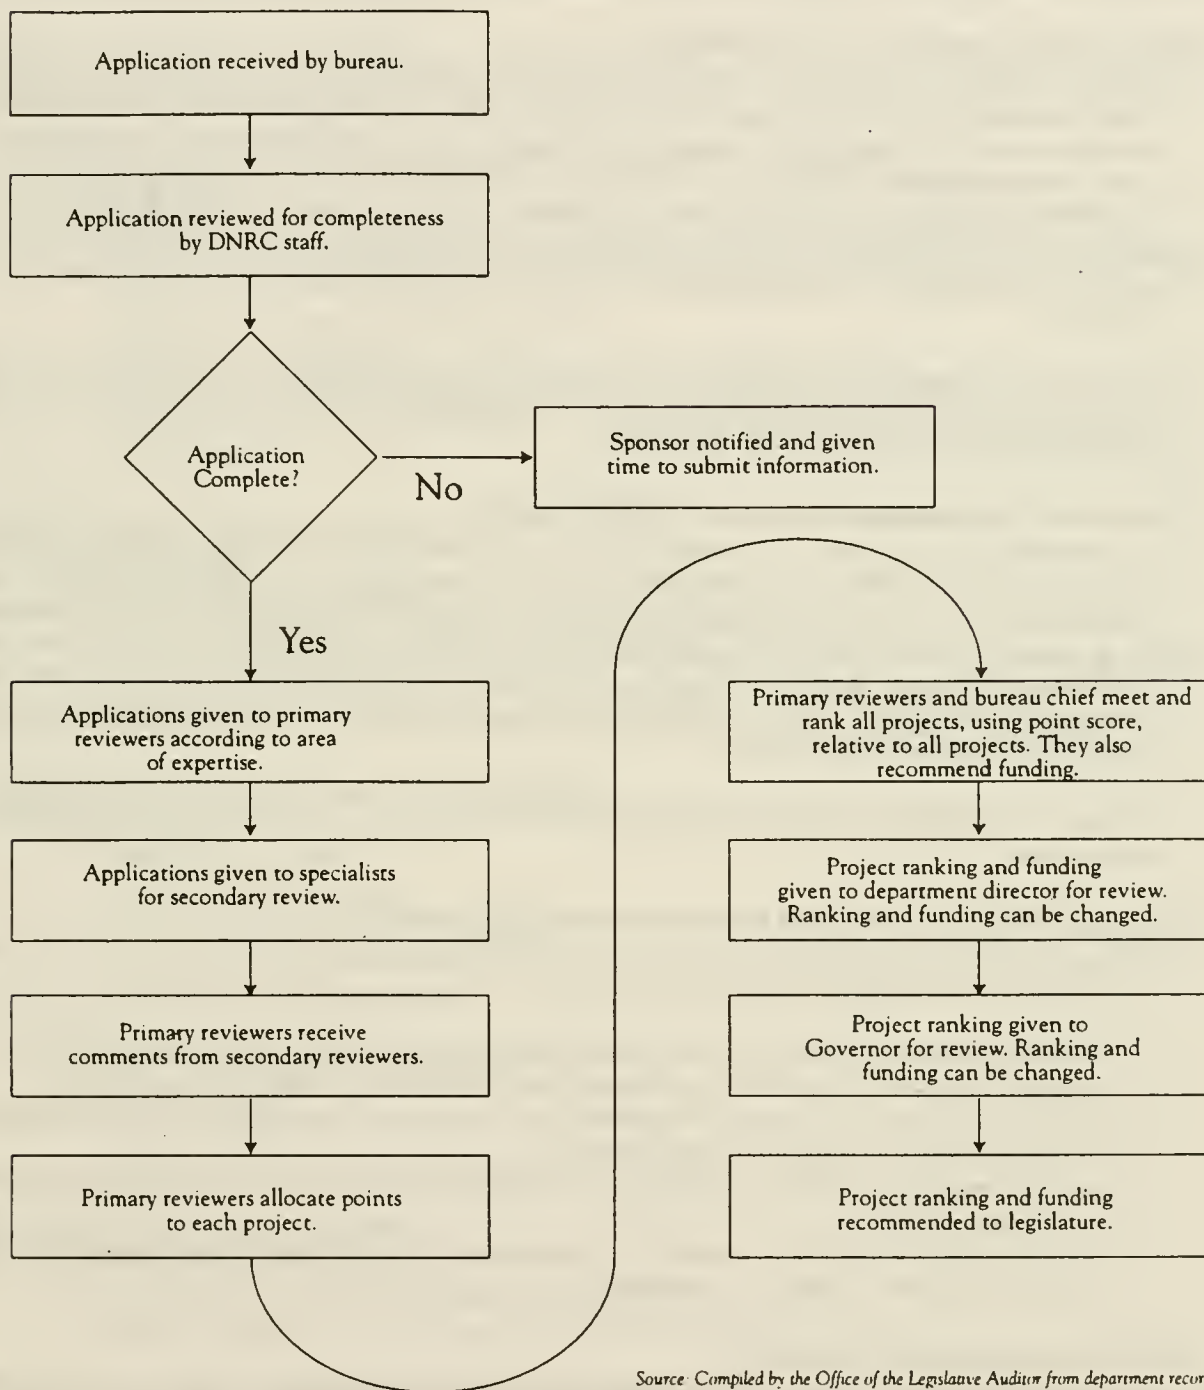 Application received by bureau.
Application reviewed for completeness
by DNRC staff.
Application
Complete?
No
Sponsor notified and given
time to submit information.
Yes
Applications given to primary
reviewers according to area
of expertise.
Applications given to specialists
for secondary review.
Primary reviewers receive
comments from secondary reviewers.
Primary reviewers allocate points
to each project.
Primary reviewers and bureau chief meet and
rank all projects, using point score,
relative to all projects. They also
recommend funding.
Project ranking and funding
given to department director for review.
Ranking and funding can be changed.
Project ranking given to
Governor for review. Ranking and
funding can be changed.
Project ranking and funding
recommended to legislature.
Source: Compiled by the Office of the Legislative Auditor from department